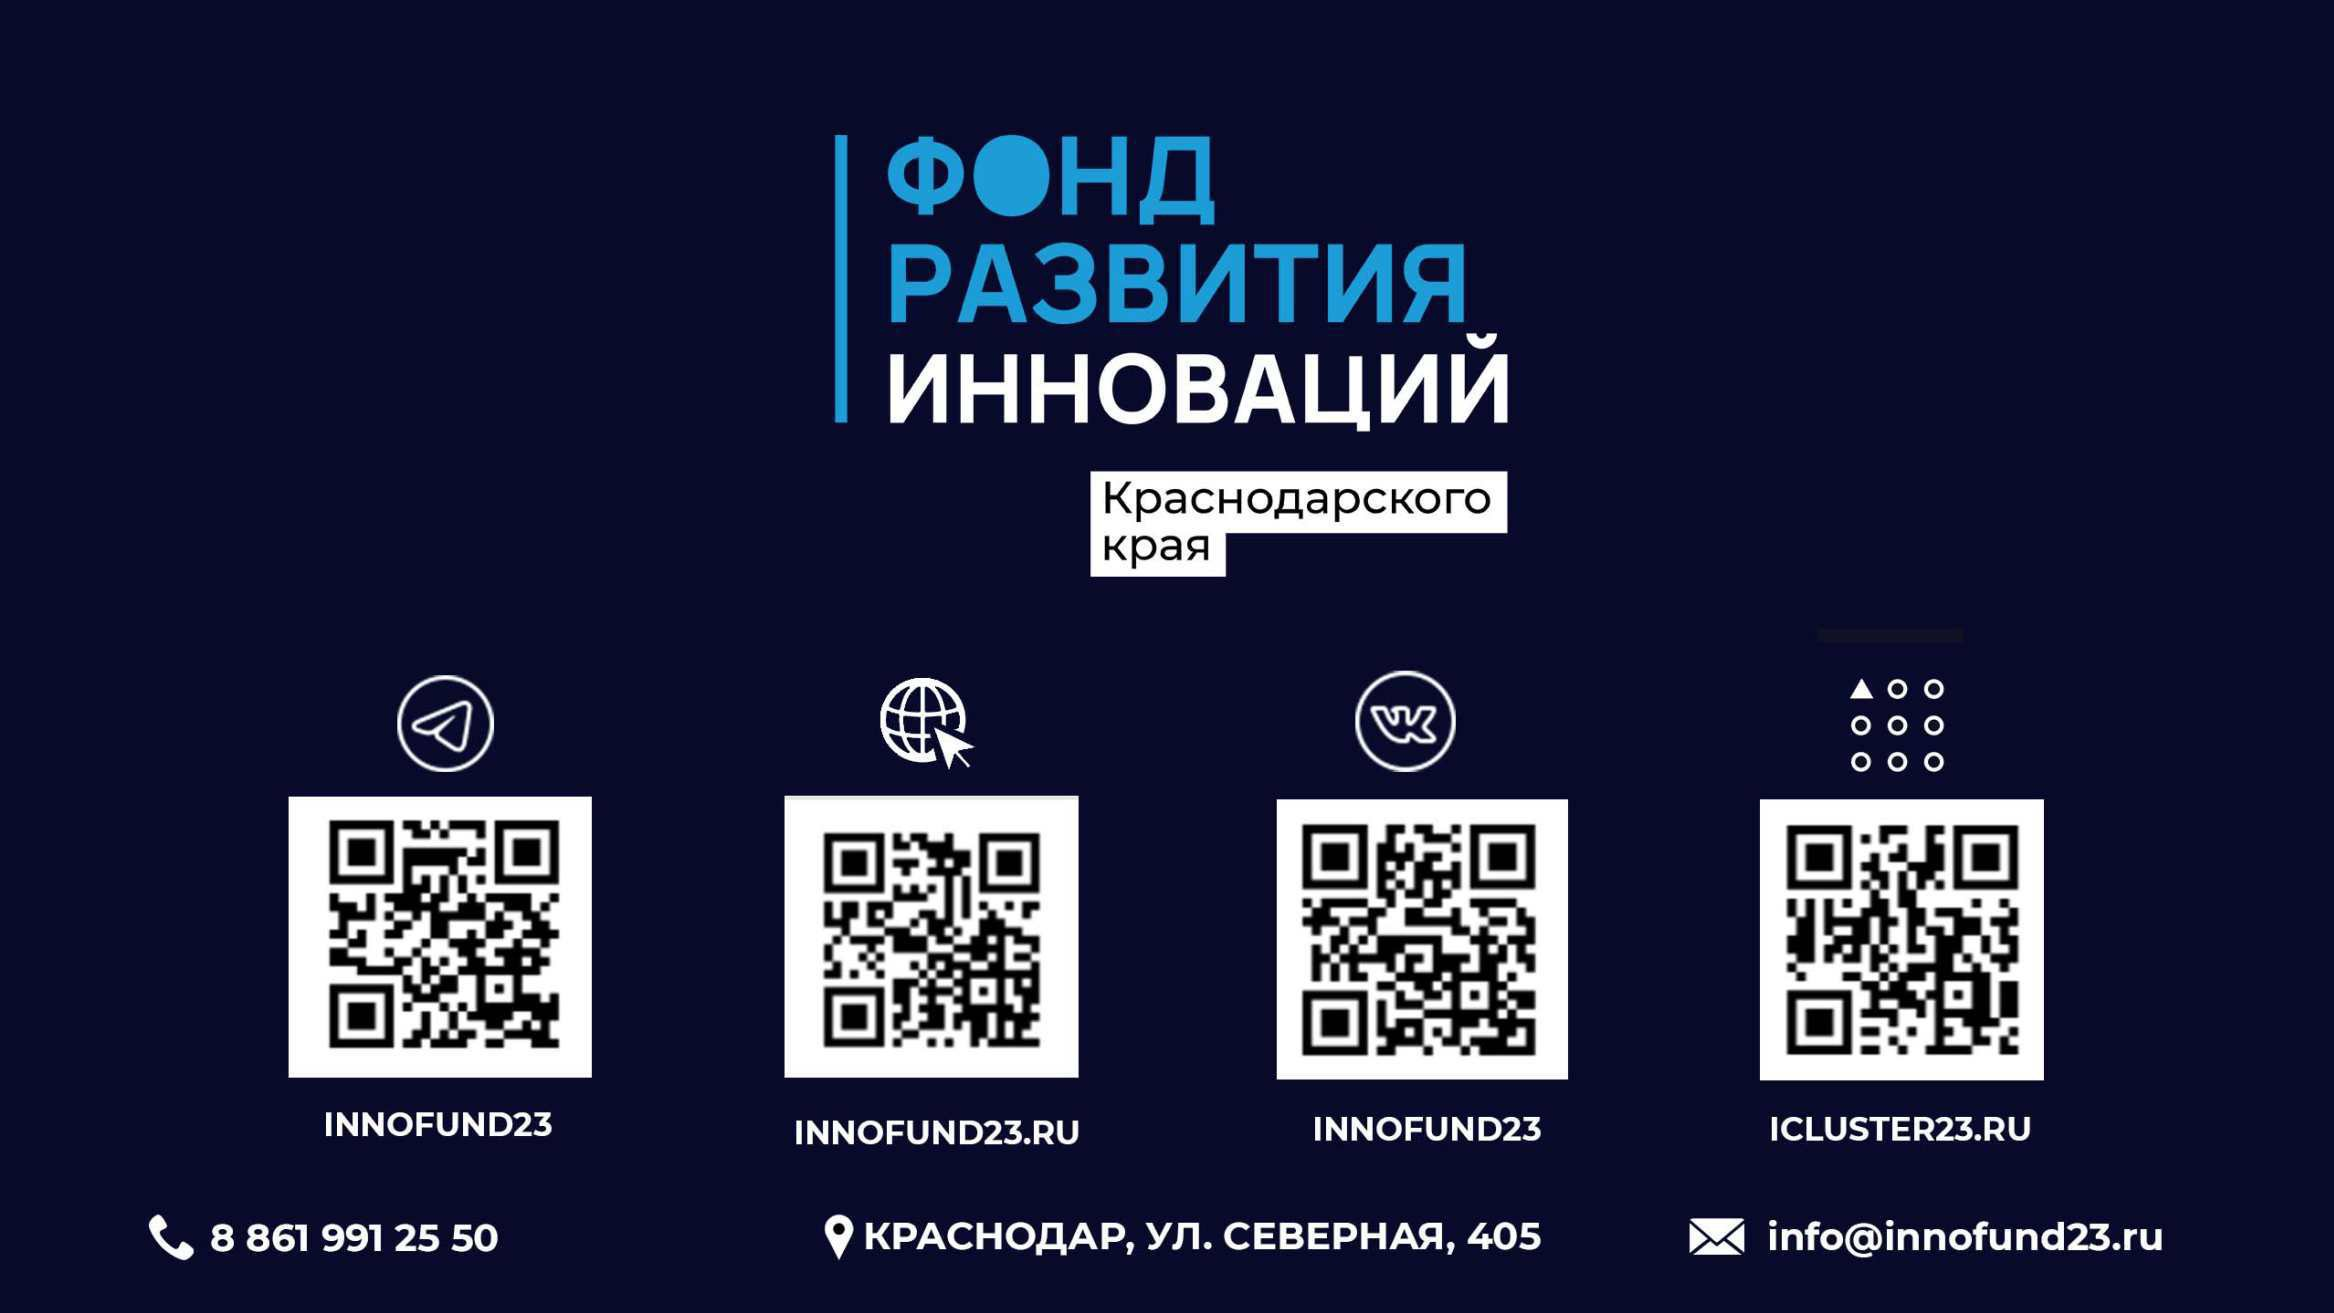 ФОНД
РАЗВИТИЯ
ИННОВАЦИЙ
Краснодарского
края
INNOFUND23
INNOFUND23.RU
INNOFUND23
ICLUSTER23.RU
8 861 991 25 50
КРАСНОДАР, УЛ. СЕВЕРНАЯ, 405
info@innofund23.ru